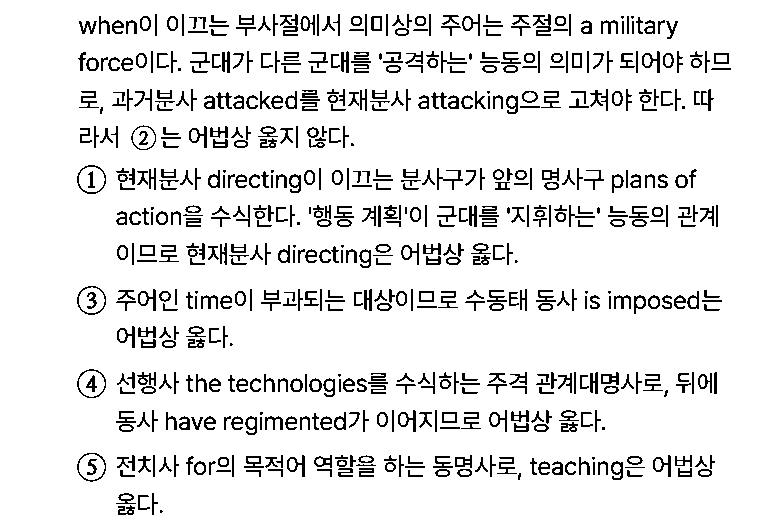 when이 이끄는 부사절에서 의미상의 주어는 주절의 a military
force이다. 군대가 다른 군대를 '공격하는' 능동의 의미가 되어야 하므
로, 과거분사 attacked를 현재분사 attacking으로 고쳐야 한다. 따
라서 ②는 어법상 옳지 않다.
① 현재분사 directing이 이끄는 분사구가 앞의 명사구 plans of
action을 수식한다. '행동 계획'이 군대를 '지휘하는' 능동의 관계
이므로 현재분사 directing은 어법상 옳다.
③ 주어인 time이 부과되는 대상이므로 수동태 동사 is imposed는
어법상 옳다.
④ 선행사 the technologies를 수식하는 주격 관계대명사로, 뒤에
동사 have regimented가 이어지므로 어법상 옳다.
⑤ 전치사 for의 목적어 역할을 하는 동명사로, teaching은 어법상
옳다.